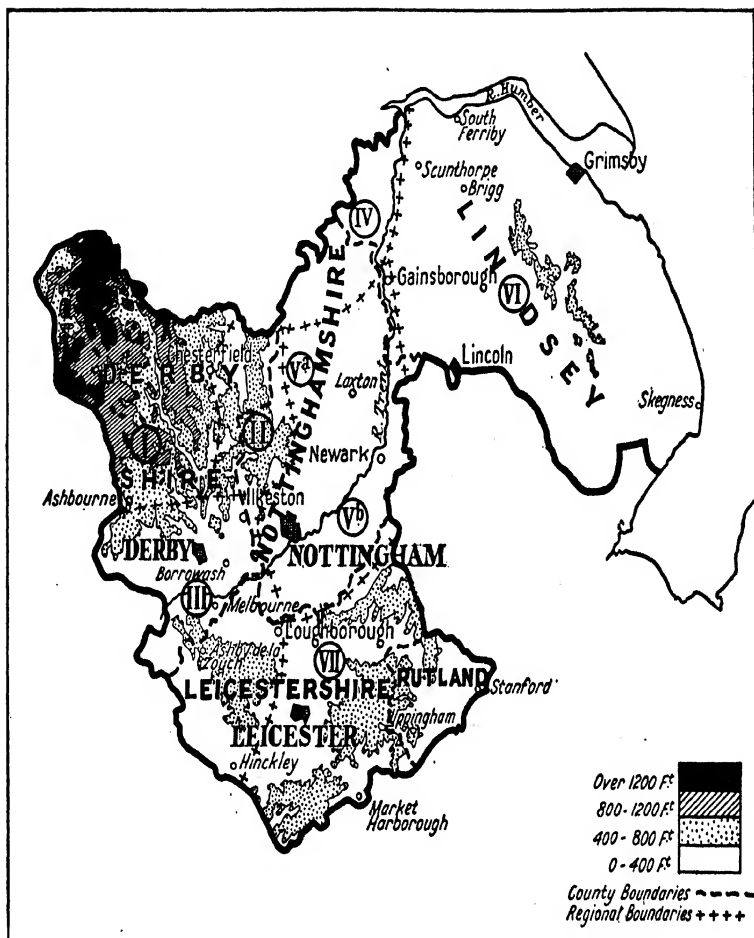 R. Humber
South
Ferriby
Grimsby
Scunthorpe
Brigg
LINDSEY
IV
Gainsborough
VI
NOTTINGHAMSHIRE
Chesterfield
Va
DERBY
Laxton
R. Trent
Lincoln
Skegness
I
II
Newark
SHIRE
Ashbourne
Ilkeston
Vb
DERBY
NOTTINGHAM
Borrowash
III
Melbourne
Loughborough
Ashby de la
Zouch
VII
LEICESTERSHIRE
RUTLAND
Stanford
LEICESTER
Uppingham
Hinckley
Market
Harborough
Over 1200 Ft
800-1200 Ft
400-800 Ft
0-400 Ft
County Boundaries
Regional Boundaries